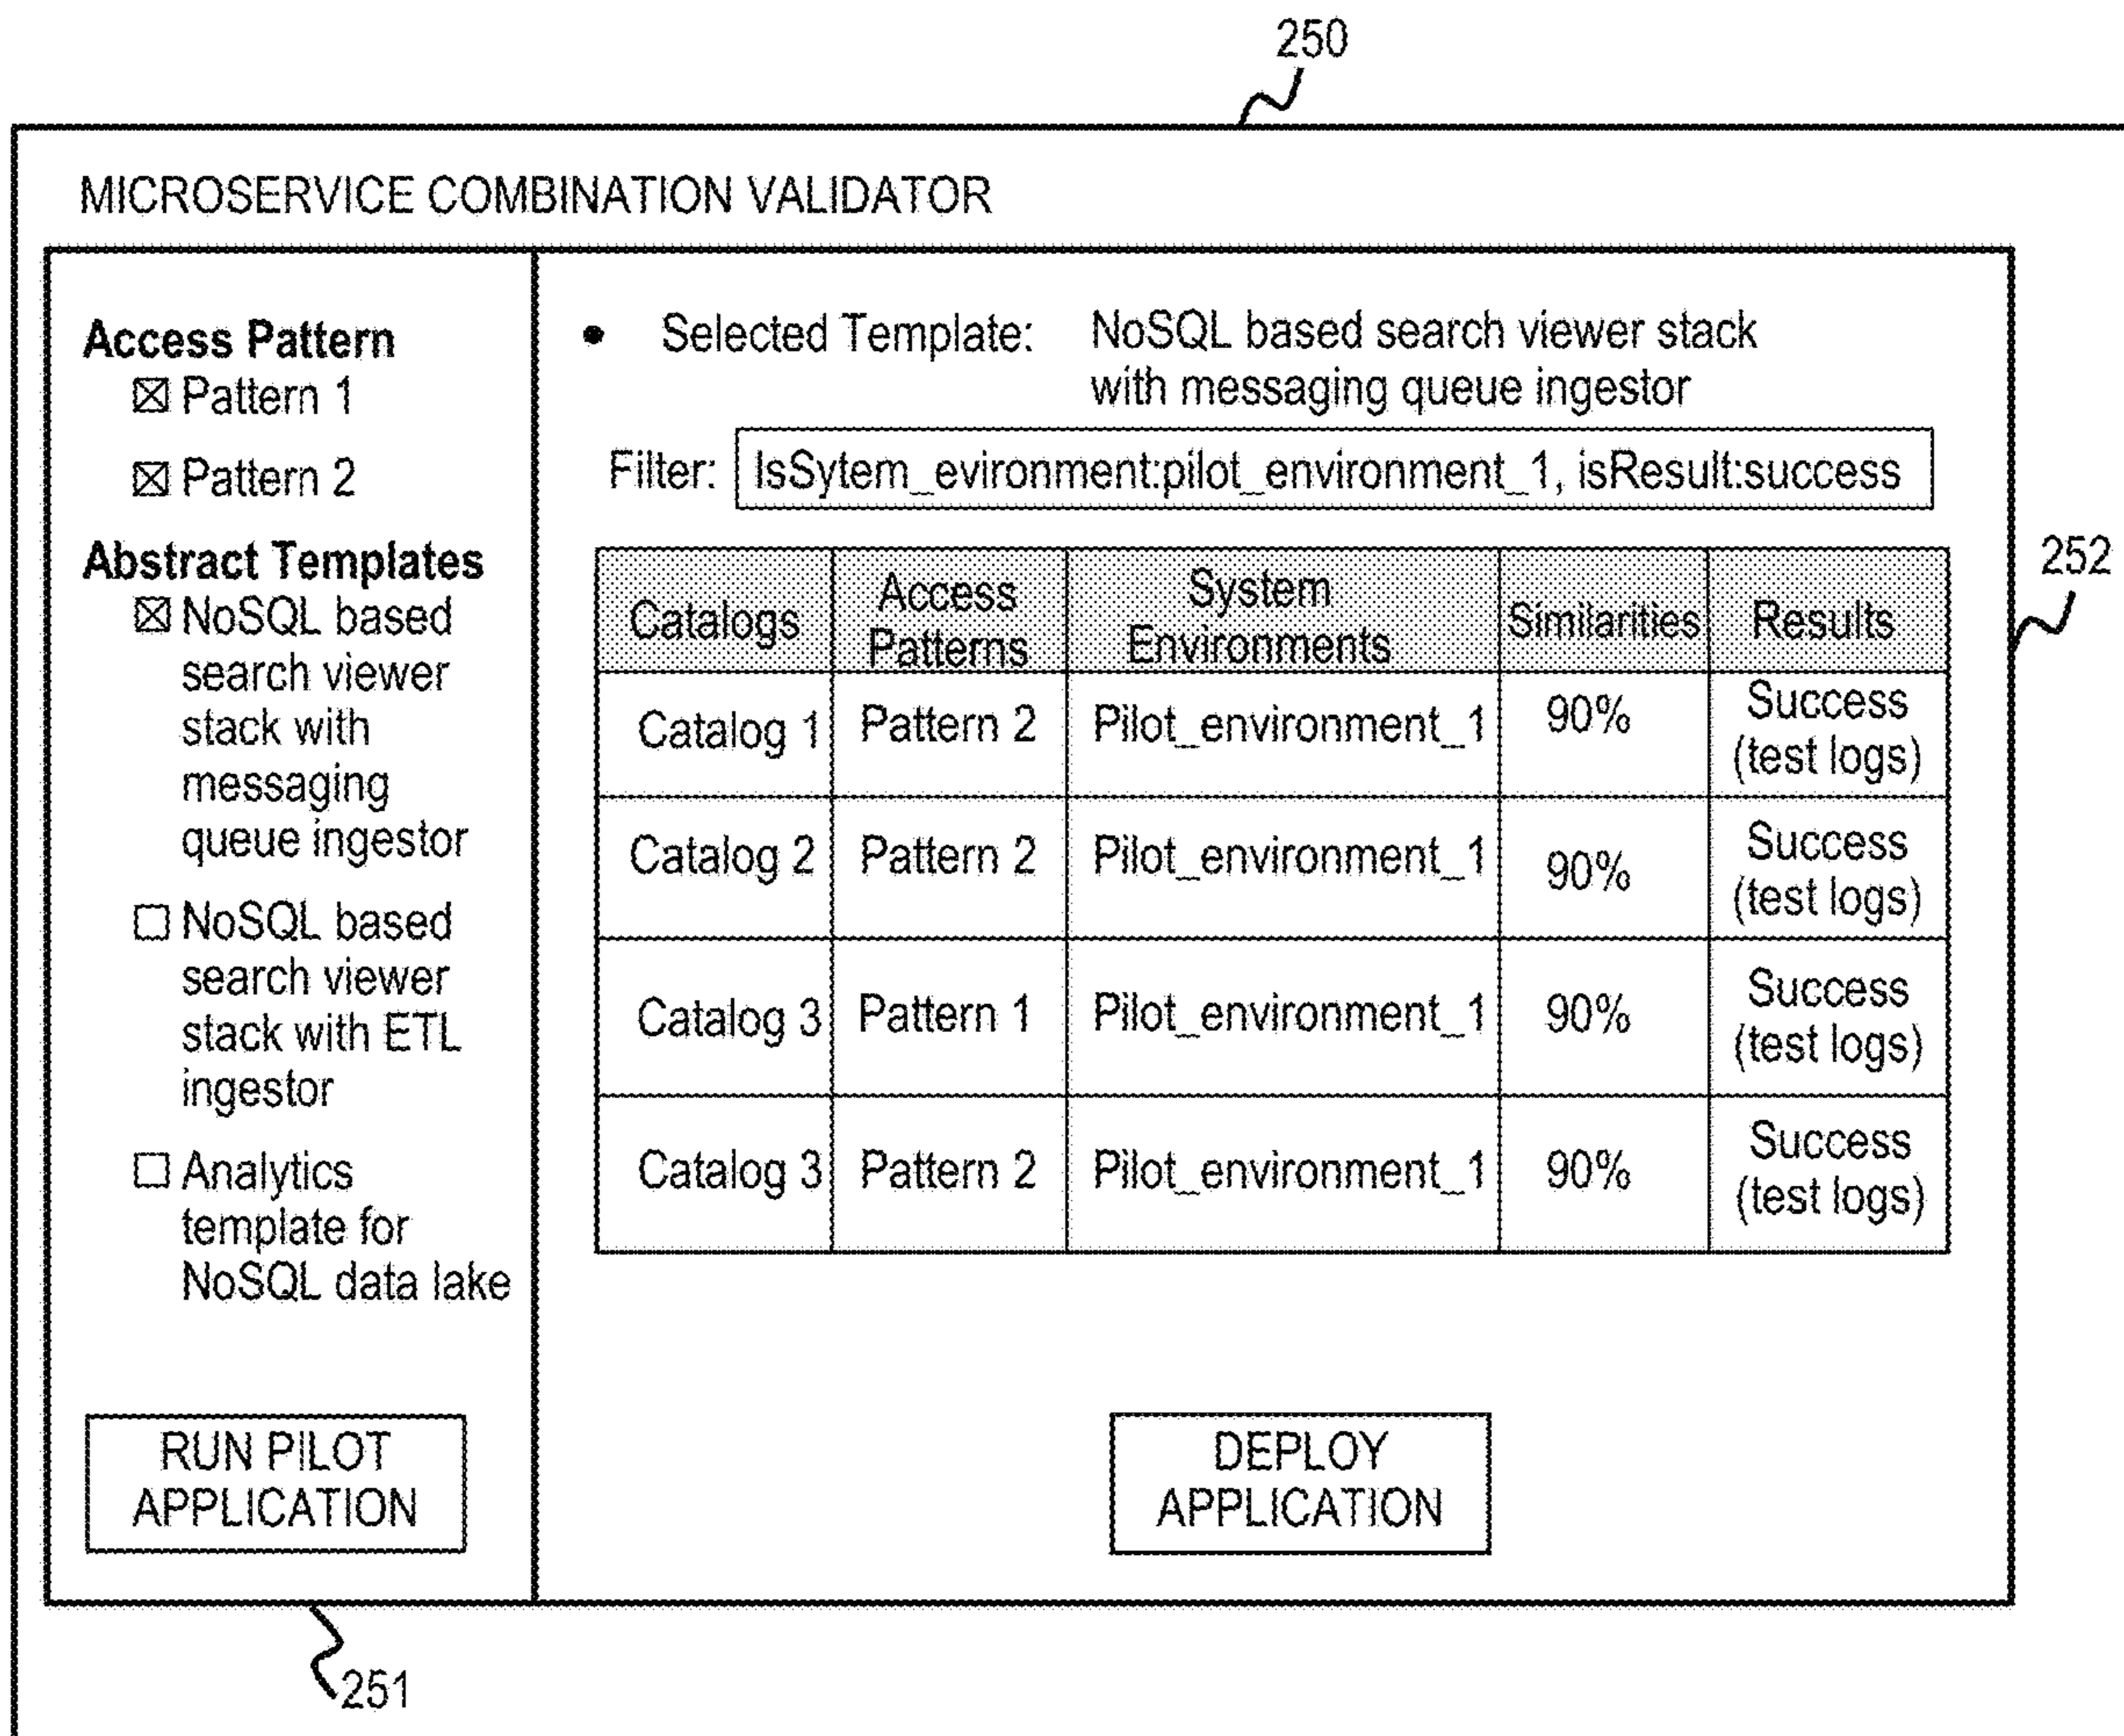 250
MICROSERVICE COMBINATION VALIDATOR
Access Pattern
☒ Pattern 1
☒ Pattern 2
Abstract Templates
☒ NoSQL based
search viewer
stack with
messaging
queue ingestor
☐ NoSQL based
search viewer
stack with ETL
ingestor
☐ Analytics
template for
NoSQL data lake
RUN PILOT
APPLICATION
251
• Selected Template: NoSQL based search viewer stack
with messaging queue ingestor
Filter: IsSytem_evironment:pilot_environment_1, isResult:success
Catalogs Access Patterns System Environments Similarities Results
Catalog 1 Pattern 2 Pilot_environment_1 90% Success (test logs)
Catalog 2 Pattern 2 Pilot_environment_1 90% Success (test logs)
Catalog 3 Pattern 1 Pilot_environment_1 90% Success (test logs)
Catalog 3 Pattern 2 Pilot_environment_1 90% Success (test logs)
DEPLOY
APPLICATION
252